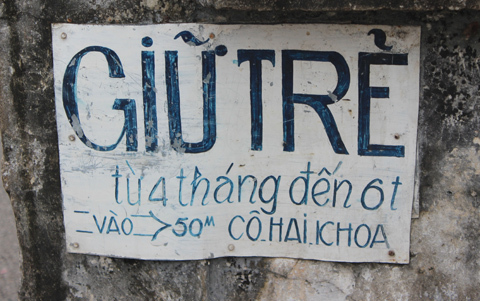 GIỮ TRẺ
từ 4 tháng đến 6t
VÀO → 50M CÔ.HAI.KHOA